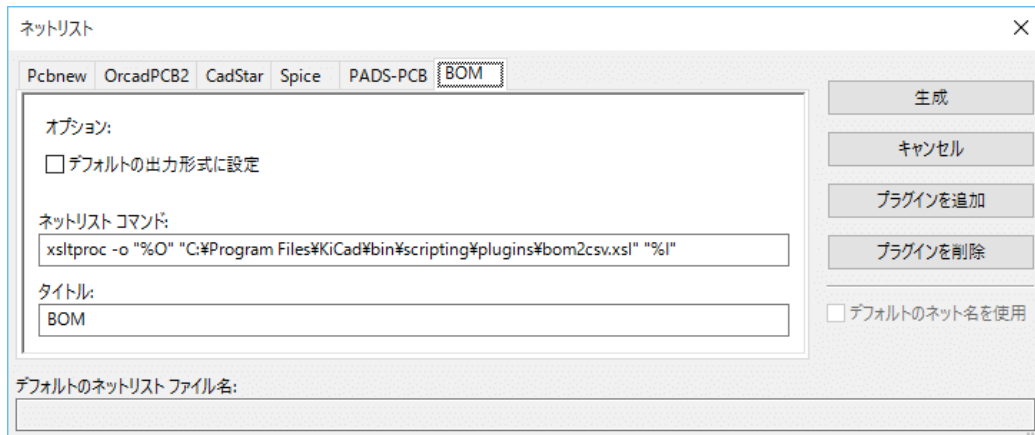 ネットリスト
Pcbnew OrcadPCB2 CadStar Spice PADS-PCB BOM
オプション:
デフォルトの出力形式に設定
ネットリスト コマンド:
xsltproc -o "%O" "C:¥Program Files¥KiCad¥bin¥scripting¥plugins¥bom2csv.xsl" "%I"
タイトル:
BOM
生成
キャンセル
プラグインを追加
プラグインを削除
デフォルトのネット名を使用
デフォルトのネットリスト ファイル名: